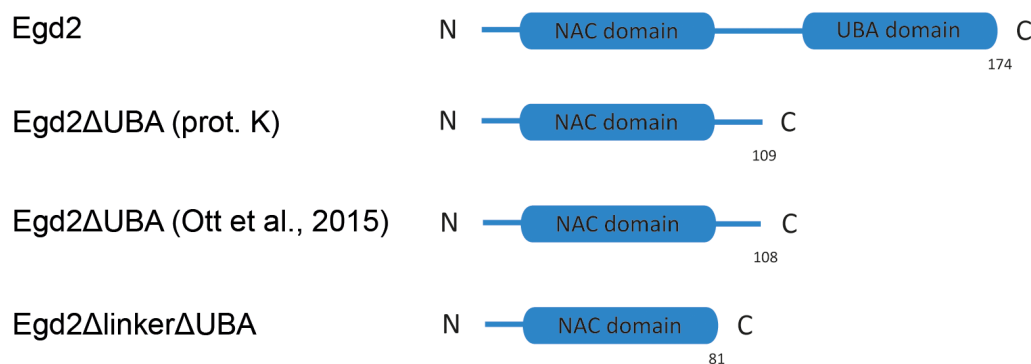 Egd2 N NAC domain UBA domain C
174
Egd2ΔUBA (prot. K) N NAC domain C
109
Egd2ΔUBA (Ott et al., 2015) N NAC domain C
108
Egd2ΔlinkerΔUBA N NAC domain C
81